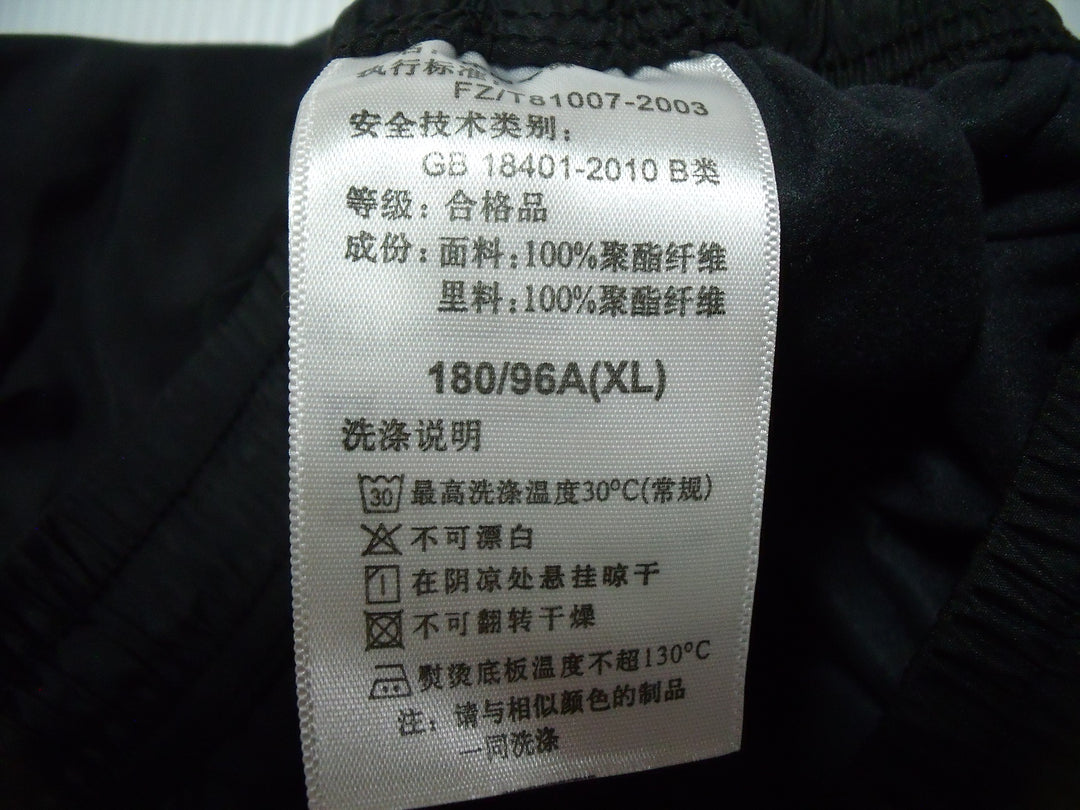 执行标准
FZ/T81007-2003
安全技术类别:
GB 18401-2010 B类
等级: 合格品
成份: 面料:100%聚酯纤维
里料:100%聚酯纤维
180/96A(XL)
洗涤说明
30 最高洗涤温度30℃(常规)
不可漂白
在阴凉处悬挂晾干
不可翻转干燥
熨烫底板温度不超130℃
注: 请与相似颜色的制品
一同洗涤